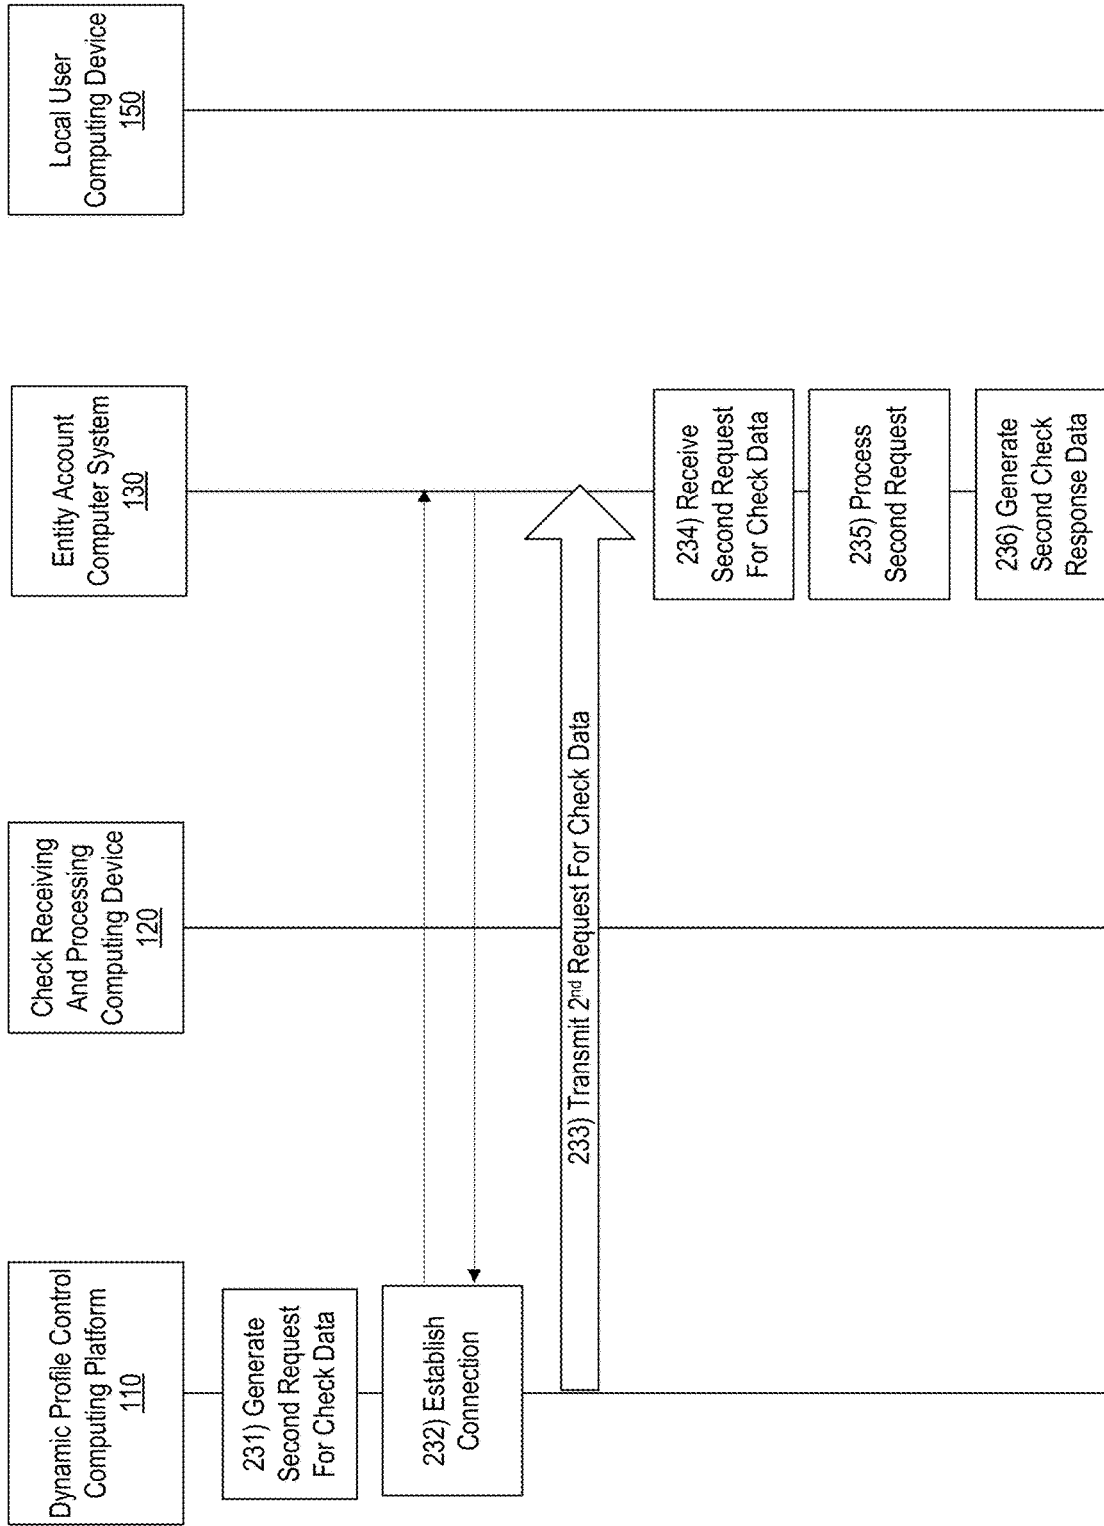 Dynamic Profile Control
Computing Platform
110
Check Receiving
And Processing
Computing Device
120
Entity Account
Computer System
130
Local User
Computing Device
150
231) Generate
Second Request
For Check Data
232) Establish
Connection
233) Transmit 2nd Request For Check Data
234) Receive
Second Request
For Check Data
235) Process
Second Request
236) Generate
Second Check
Response Data